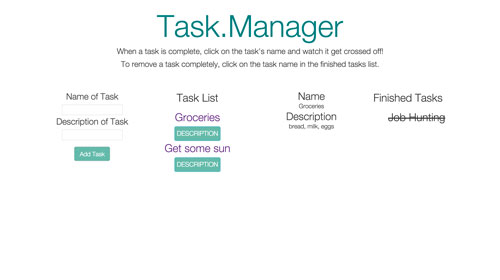 Task.Manager
When a task is complete, click on the task's name and watch it get crossed off!
To remove a task completely, click on the task name in the finished tasks list.
Name of Task
Description of Task
Add Task
Task List
Groceries
DESCRIPTION
Get some sun
DESCRIPTION
Name
Groceries
Description
bread, milk, eggs
Finished Tasks
Job Hunting